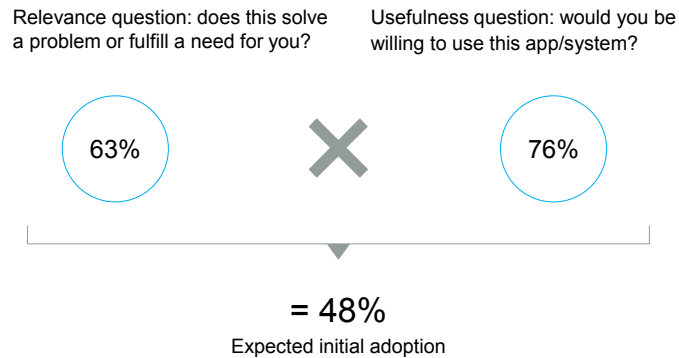 Relevance question: does this solve
a problem or fulfill a need for you?
Usefulness question: would you be
willing to use this app/system?
63%
76%
= 48%
Expected initial adoption